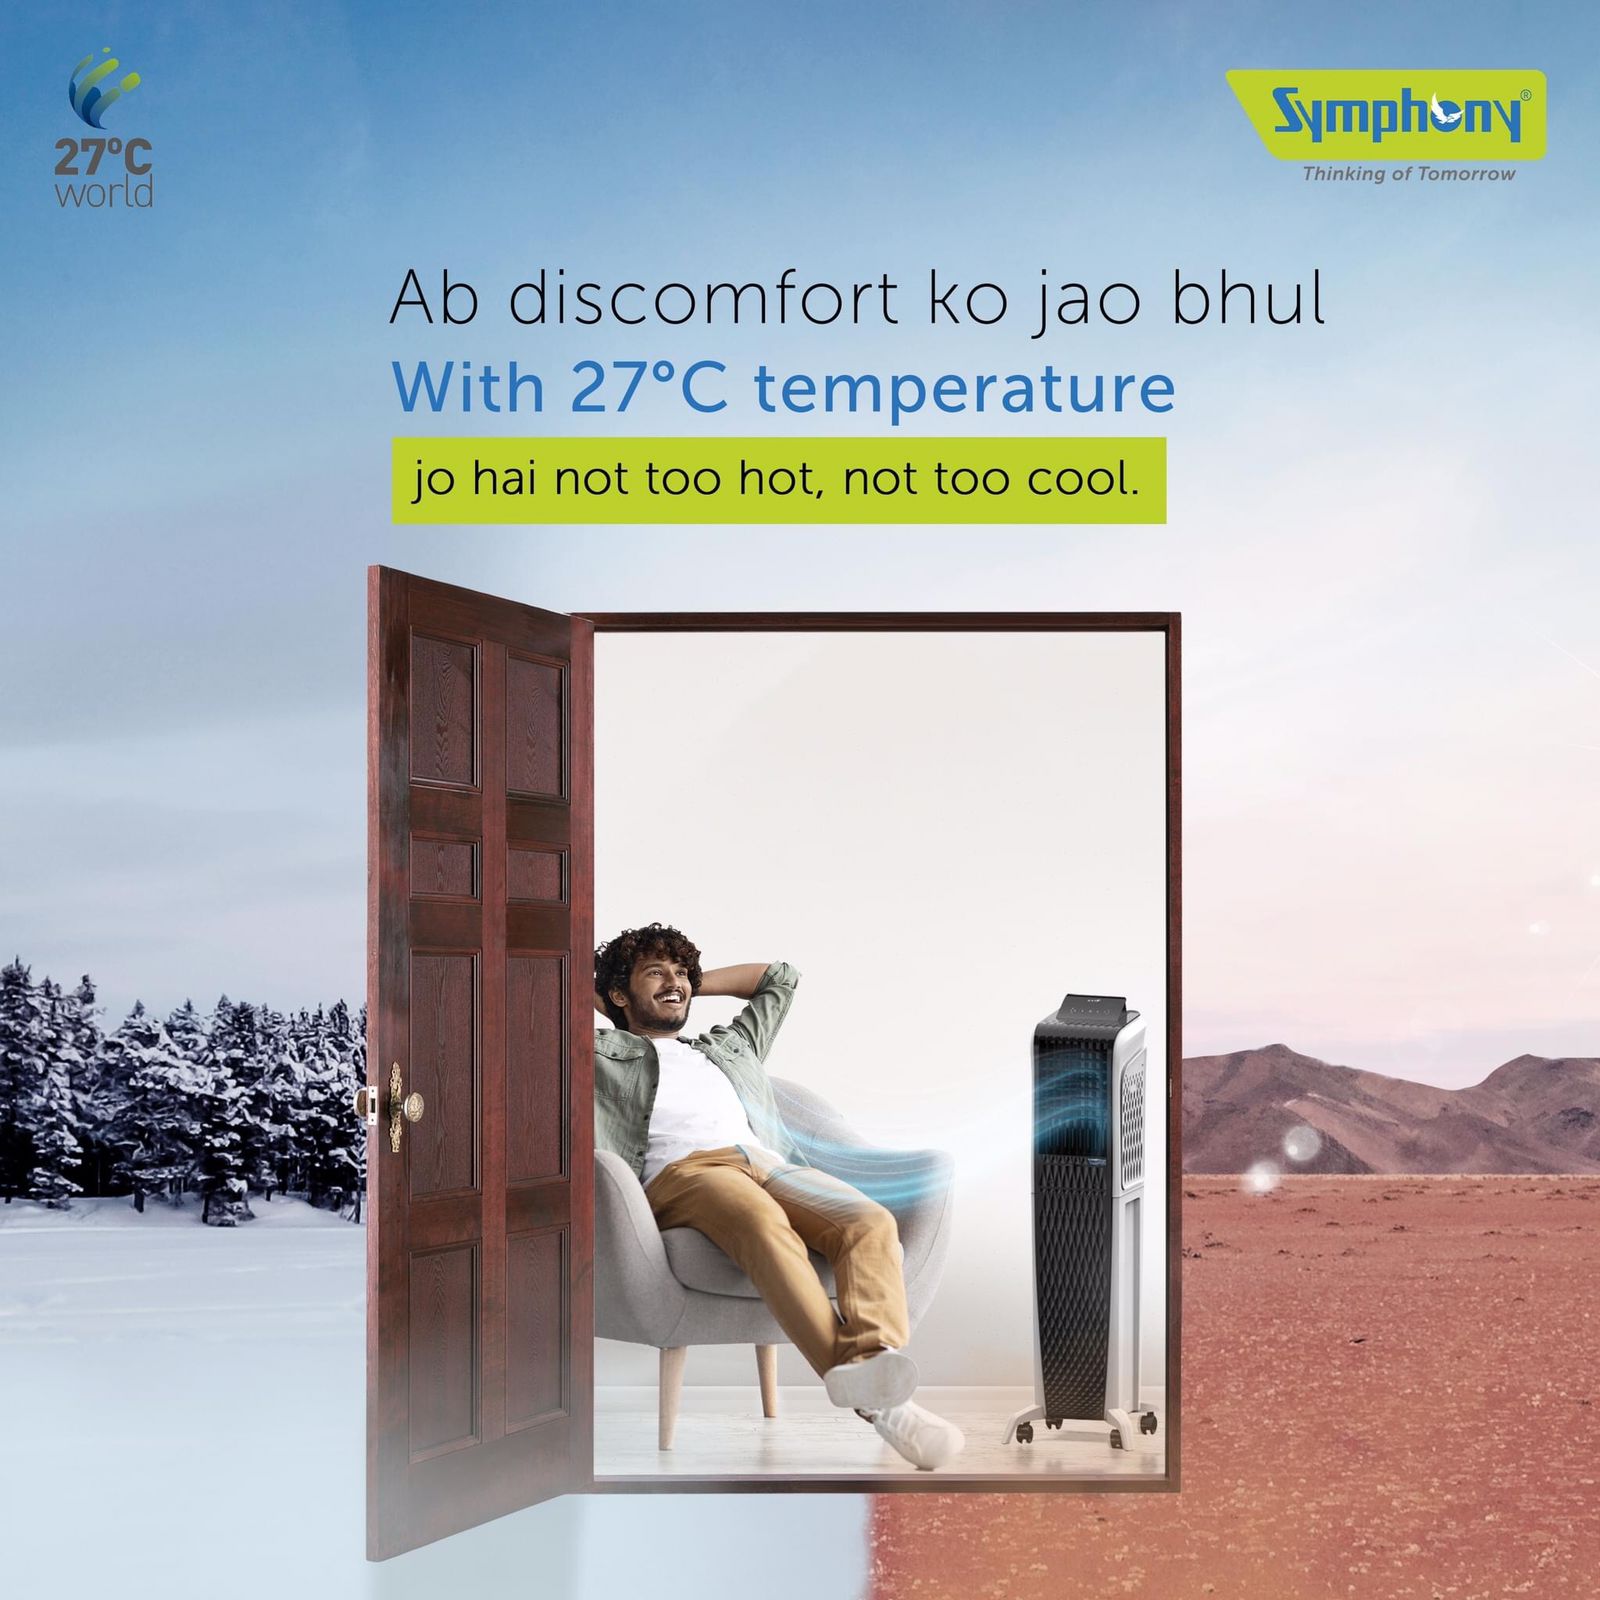 27°C
world
Symphony®
Thinking of Tomorrow
Ab discomfort ko jao bhul
With 27°C temperature
jo hai not too hot, not too cool.